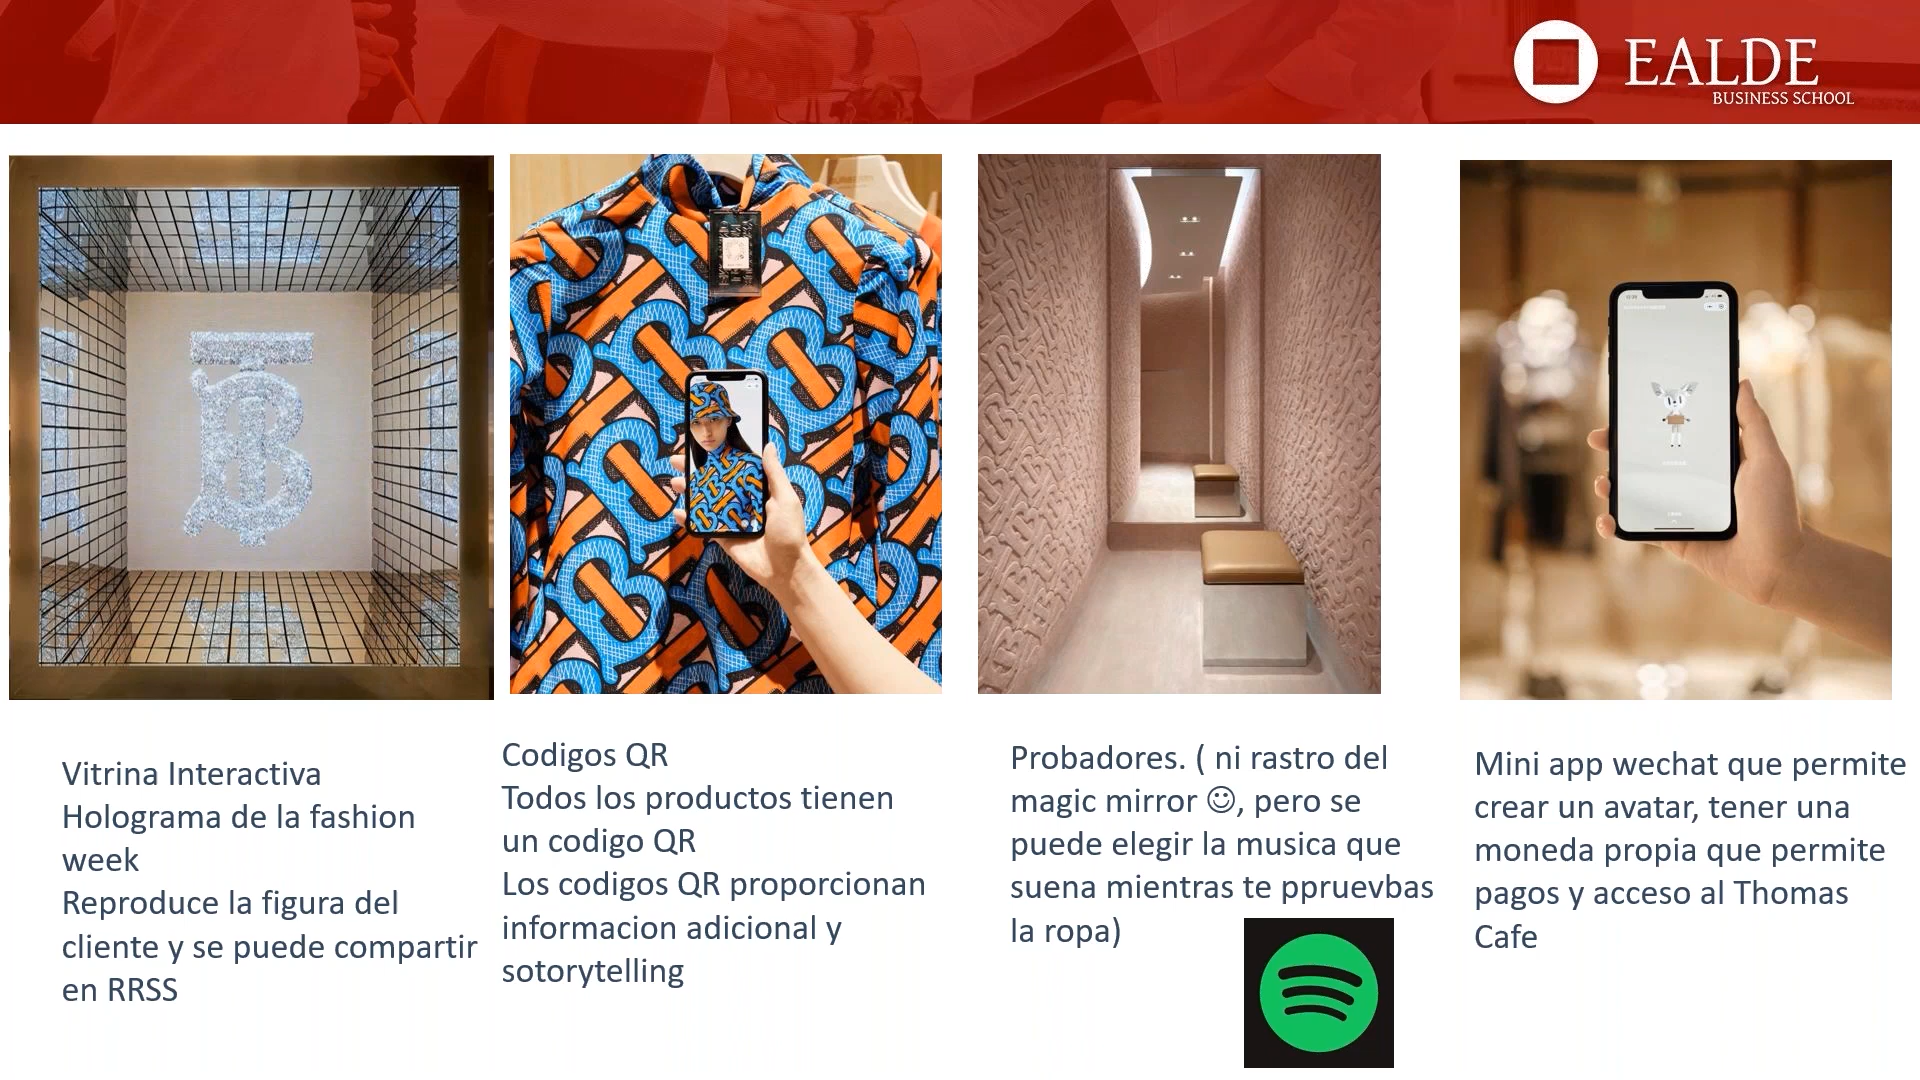 EALDE
BUSINESS SCHOOL
Vitrina Interactiva
Holograma de la fashion
week
Reproduce la figura del
cliente y se puede compartir
en RRSS
Codigos QR
Todos los productos tienen
un codigo QR
Los codigos QR proporcionan
informacion adicional y
sotorytelling
Probadores. ( ni rastro del
magic mirror ☺, pero se
puede elegir la musica que
suena mientras te ppruevbas
la ropa)
Mini app wechat que permite
crear un avatar, tener una
moneda propia que permite
pagos y acceso al Thomas
Cafe